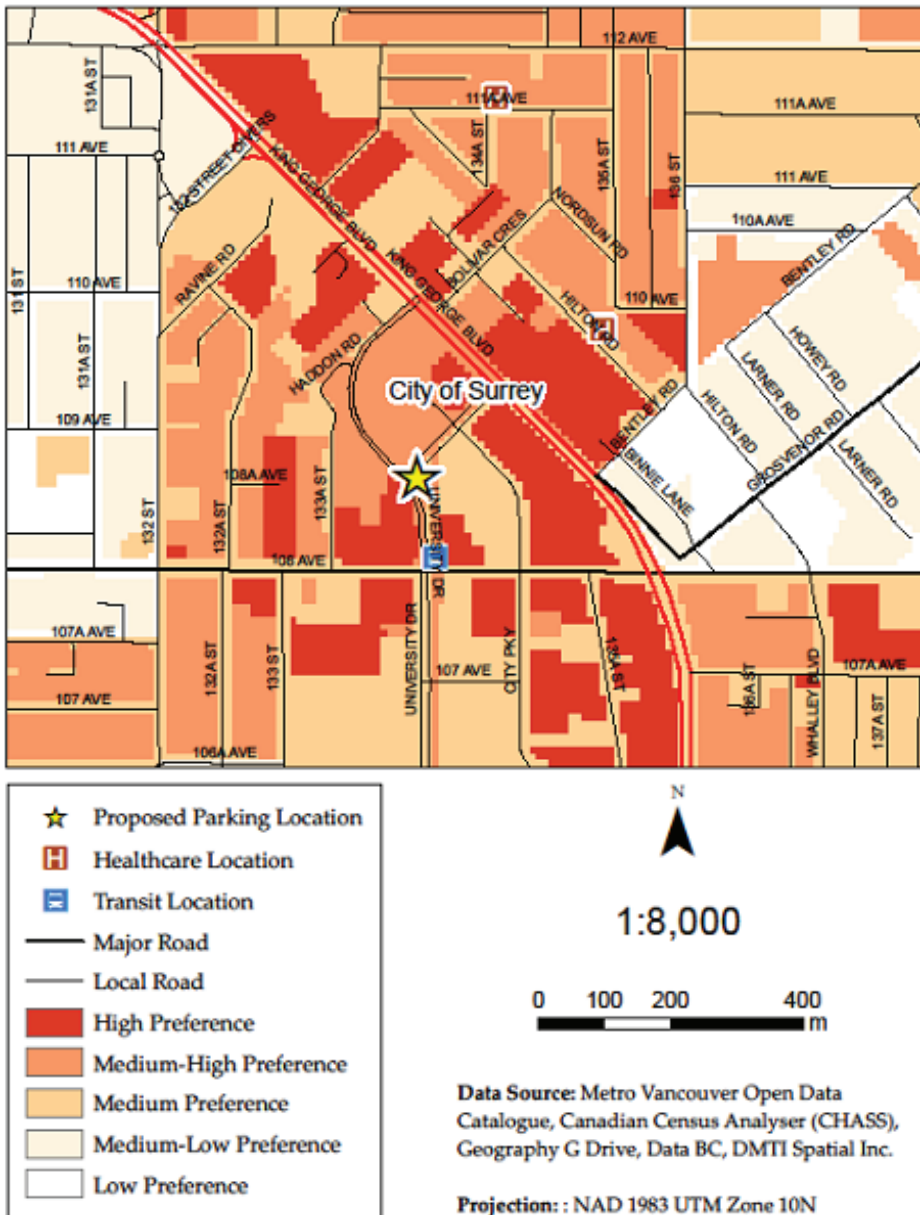 112 AVE
131A ST
132 STREET DIVERS
111A AVE
111A AVE
134A ST
135A ST
136 ST
111 AVE
111 AVE
KING GEORGE BLVD
NORDSUN RD
110A AVE
BOLIVAR CRES
BENTLEY RD
RAVINE RD
KING GEORGE BLVD
131 ST
110 AVE
110 AVE
HILTON RD
HADDON RD
131A ST
HOWEY RD
LARNER RD
City of Surrey
BENTLEY RD
HILTON RD
GROSVENOR RD
109 AVE
BINNIE LANE
LARNER RD
108A AVE
133A ST
132 ST
132A ST
UNIVERSITY DR
108 AVE
107A AVE
132A ST
133 ST
UNIVERSITY DR
107 AVE
CITY PKY
135A ST
136A ST
WHALLEY BLVD
107A AVE
137A ST
107 AVE
106A AVE
H
H
Proposed Parking Location
H Healthcare Location
Transit Location
Major Road
Local Road
High Preference
Medium-High Preference
Medium Preference
Medium-Low Preference
Low Preference
N
1:8,000
0 100 200 400
m
Data Source: Metro Vancouver Open Data
Catalogue, Canadian Census Analyser (CHASS),
Geography G Drive, Data BC, DMTI Spatial Inc.
Projection: : NAD 1983 UTM Zone 10N